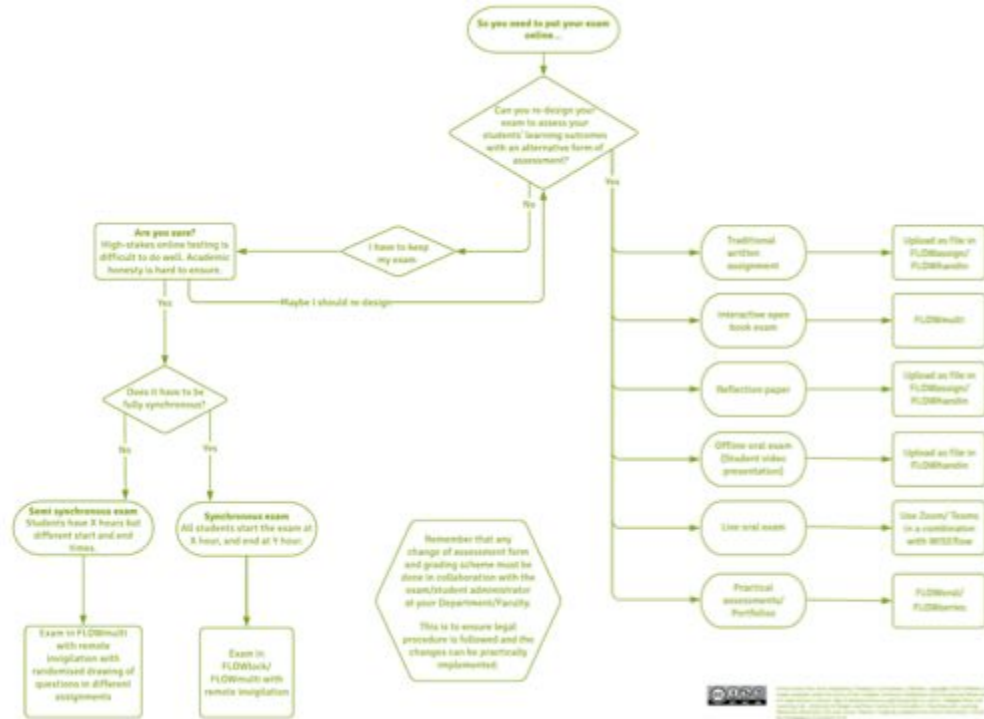 So you need to put your exam
online...
Can you re design your
exam to assess your
students' learning outcomes
with an alternative form of
assessment?
Yes
No
I have to keep
my exam
Are you sure?
High-stakes online testing is
difficult to do well. Academic
honesty is hard to ensure.
Maybe I should re design
Yes
Does it have to be
fully synchronous?
No
Yes
Semi synchronous exam
Students have X hours but
different start and end
times.
Synchronous exam
All students start the exam at
X hour, and end at Y hour.
Exam in FLOWmulti
with remote
invigilation with
randomised drawing of
questions in different
assignments
Exam in
FLOWlock/
FLOWmulti with
remote invigilation
Remember that any
change of assessment form
and grading scheme must be
done in collaboration with the
exam/student administrator
at your Department/Faculty.
This is to ensure legal
procedure is followed and the
changes can be practically
implemented.
Traditional
written
assignment
Upload as file in
FLOWassign/
FLOWhandin
Interactive open
book exam
FLOWmulti
Reflection paper
Upload as file in
FLOWassign/
FLOWhandin
Offline oral exam
(Student video
presentation)
Upload as file in
FLOWhandin
Live oral exam
Use Zoom/ Teams
in a combination
with WISEflow
Practical
assessments/
Portfolios
FLOWoral/
FLOWseries